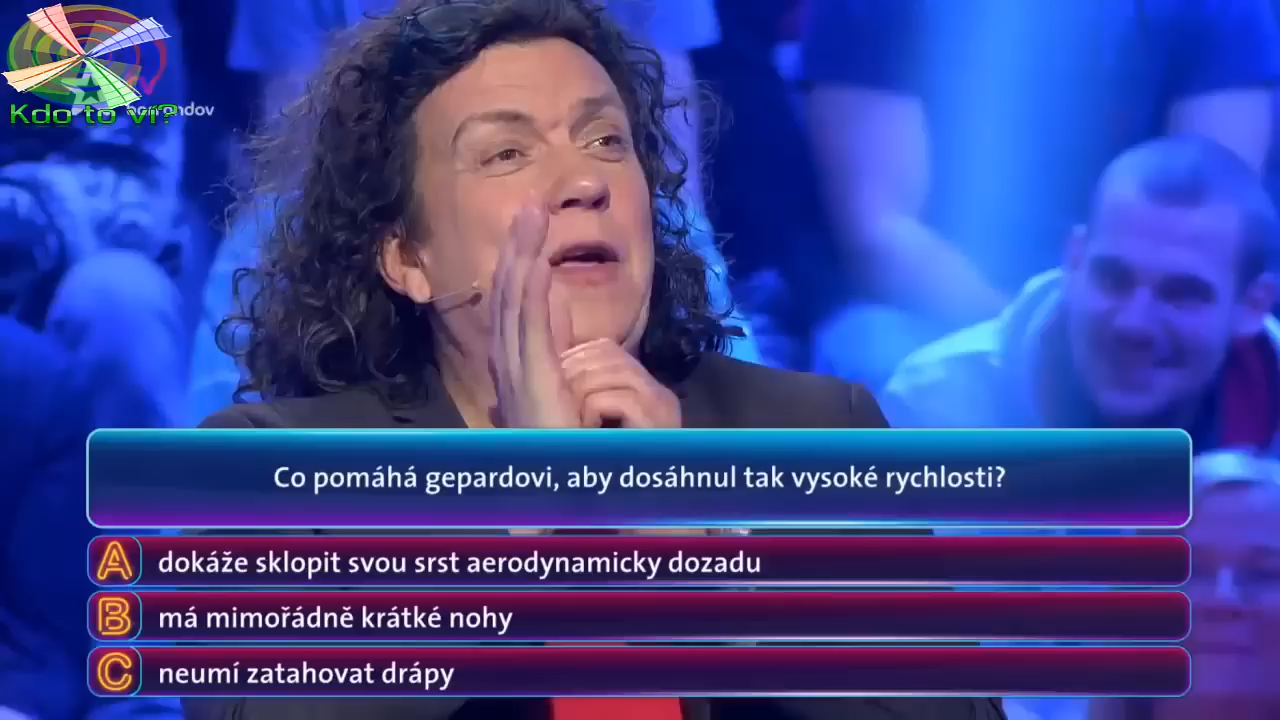 Kdo to ví?
Co pomáhá gepardovi, aby dosáhnul tak vysoké rychlosti?
A dokáže sklopit svou srst aerodynamicky dozadu
B má mimořádně krátké nohy
C neumí zatahovat drápy